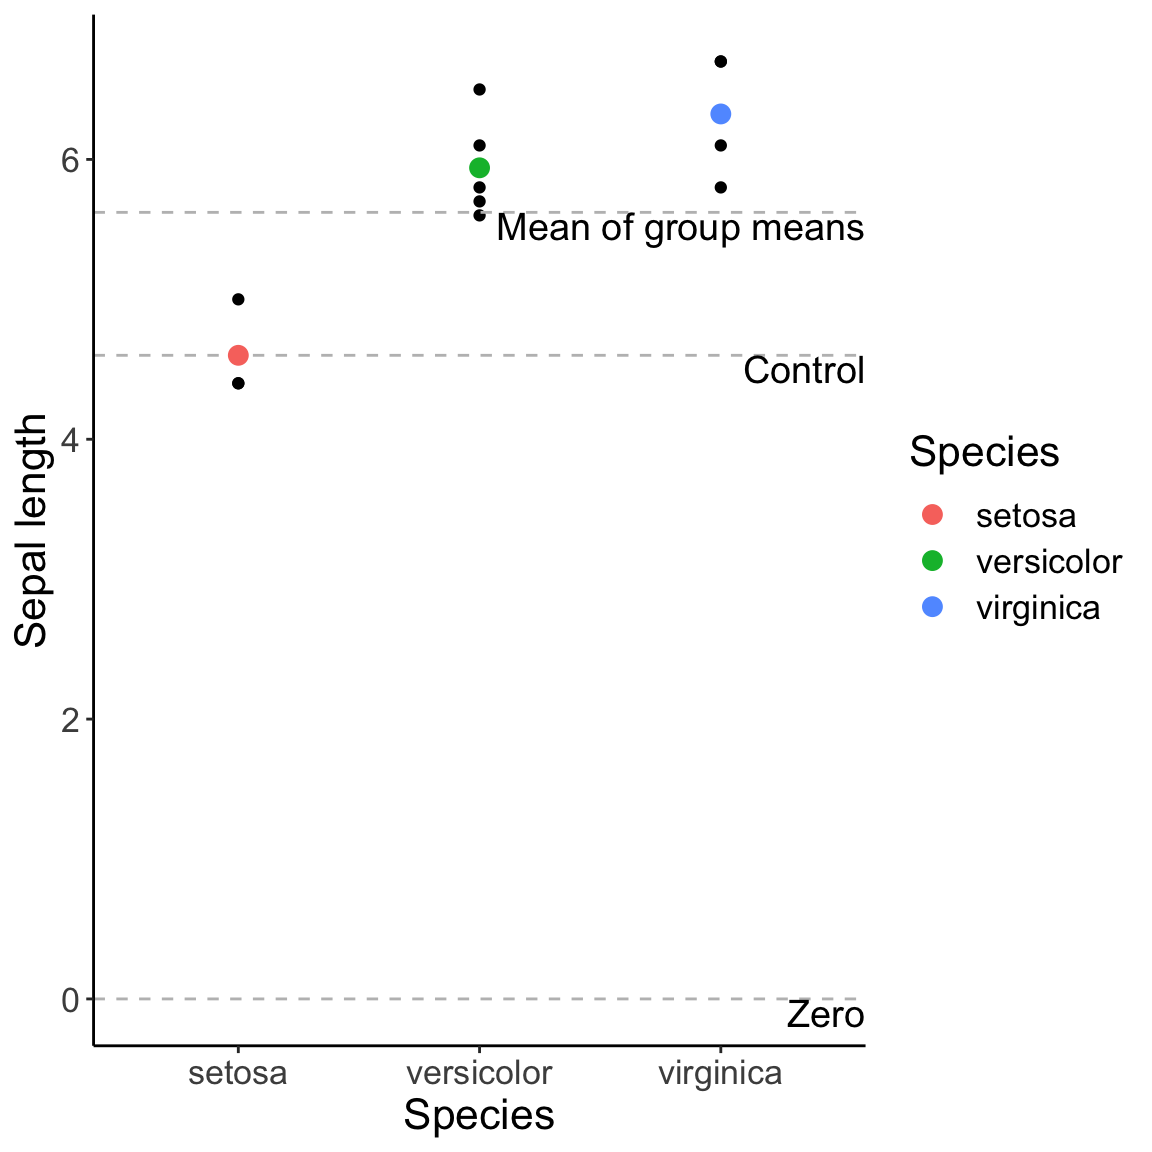 6
4
2
0
Sepal length
Mean of group means
Control
Zero
setosa
versicolor
virginica
Species
Species
setosa
versicolor
virginica